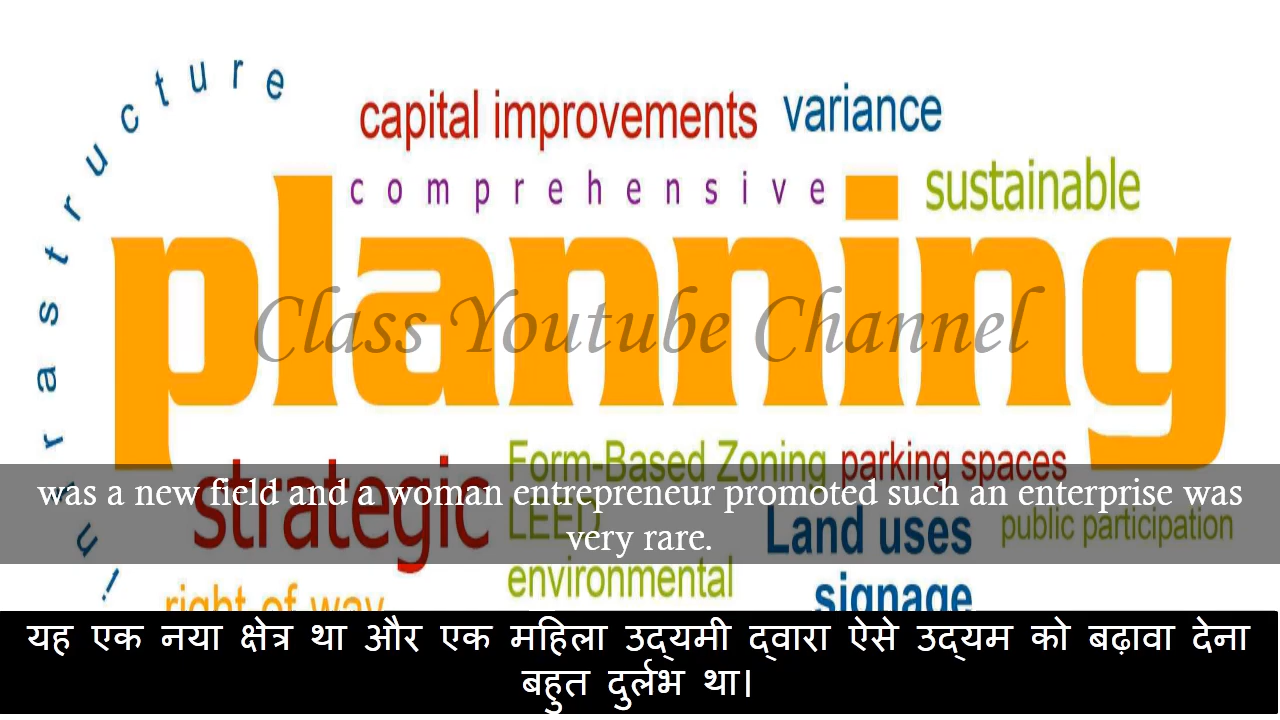 infrastructure
capital improvements
variance
comprehensive
sustainable
planning
Class Youtube Channel
Form-Based Zoning
parking spaces
strategic
LEED
Land uses
public participation
environmental
right of way
signage
was a new field and a woman entrepreneur promoted such an enterprise was
very rare.
यह एक नया क्षेत्र था और एक महिला उद्यमी द्वारा ऐसे उद्यम को बढ़ावा देना
बहुत दुर्लभ था।